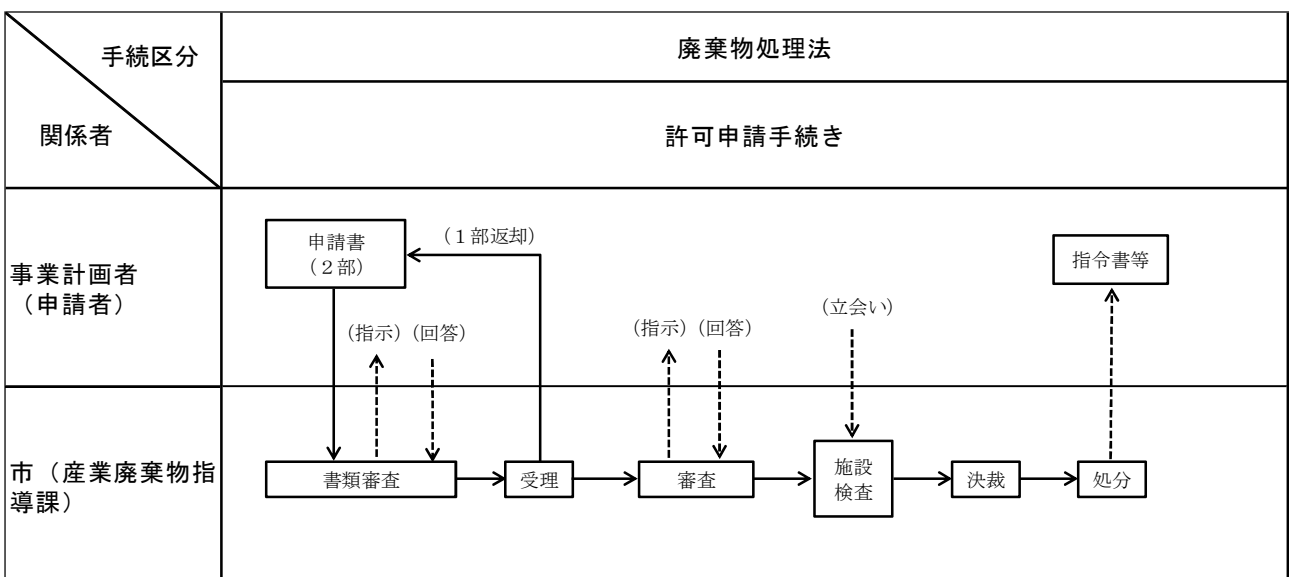 手続区分
関係者
廃棄物処理法
許可申請手続き
事業計画者
（申請者）
申請書
（２部）
（１部返却）
（指示）（回答）
（指示）（回答）
（立会い）
指令書等
市（産業廃棄物指
導課）
書類審査
受理
審査
施設
検査
決裁
処分